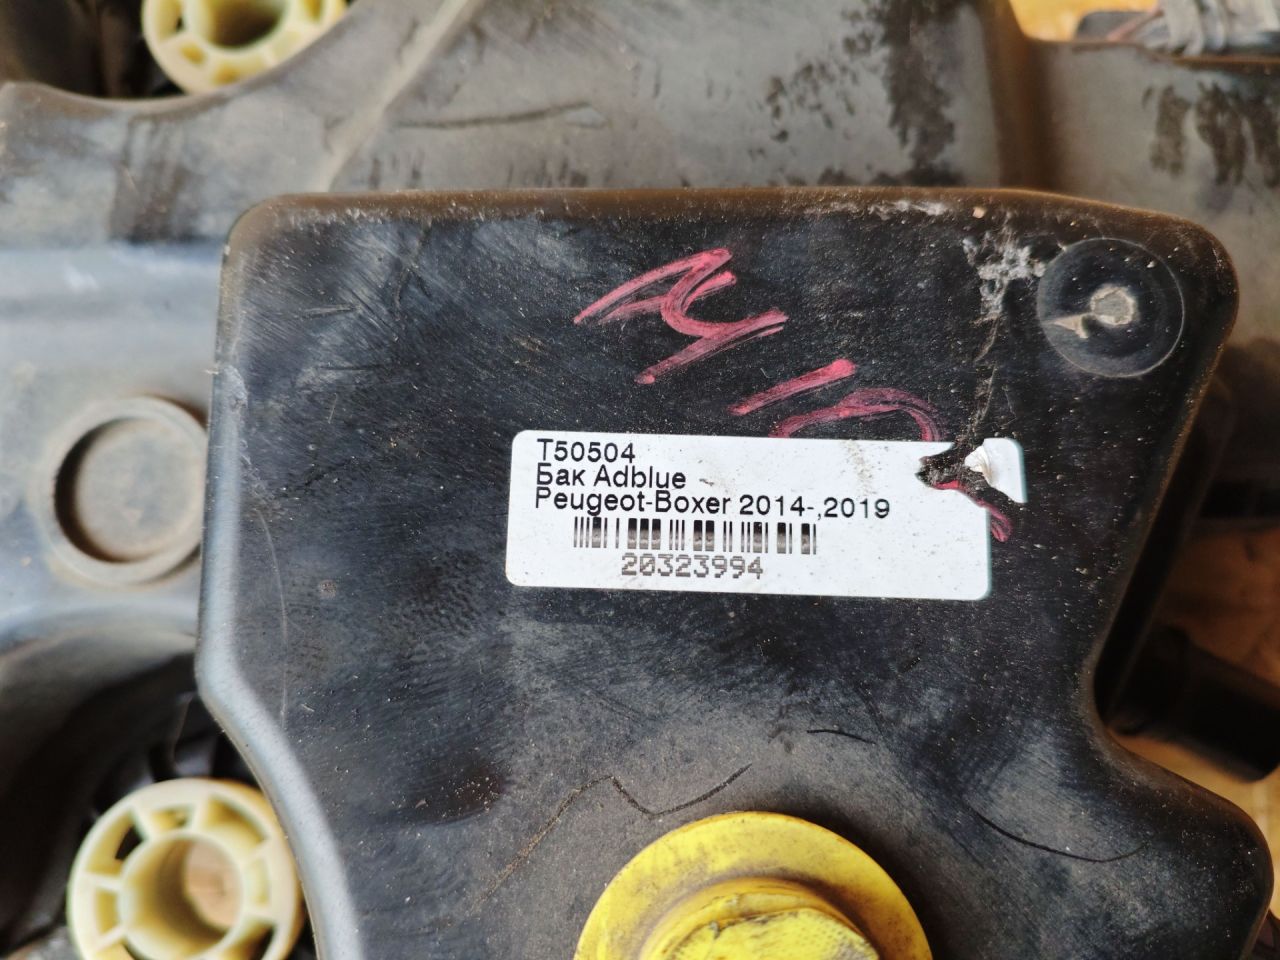 T50504
Бак Adblue
Peugeot-Boxer 2014-,2019
20323994